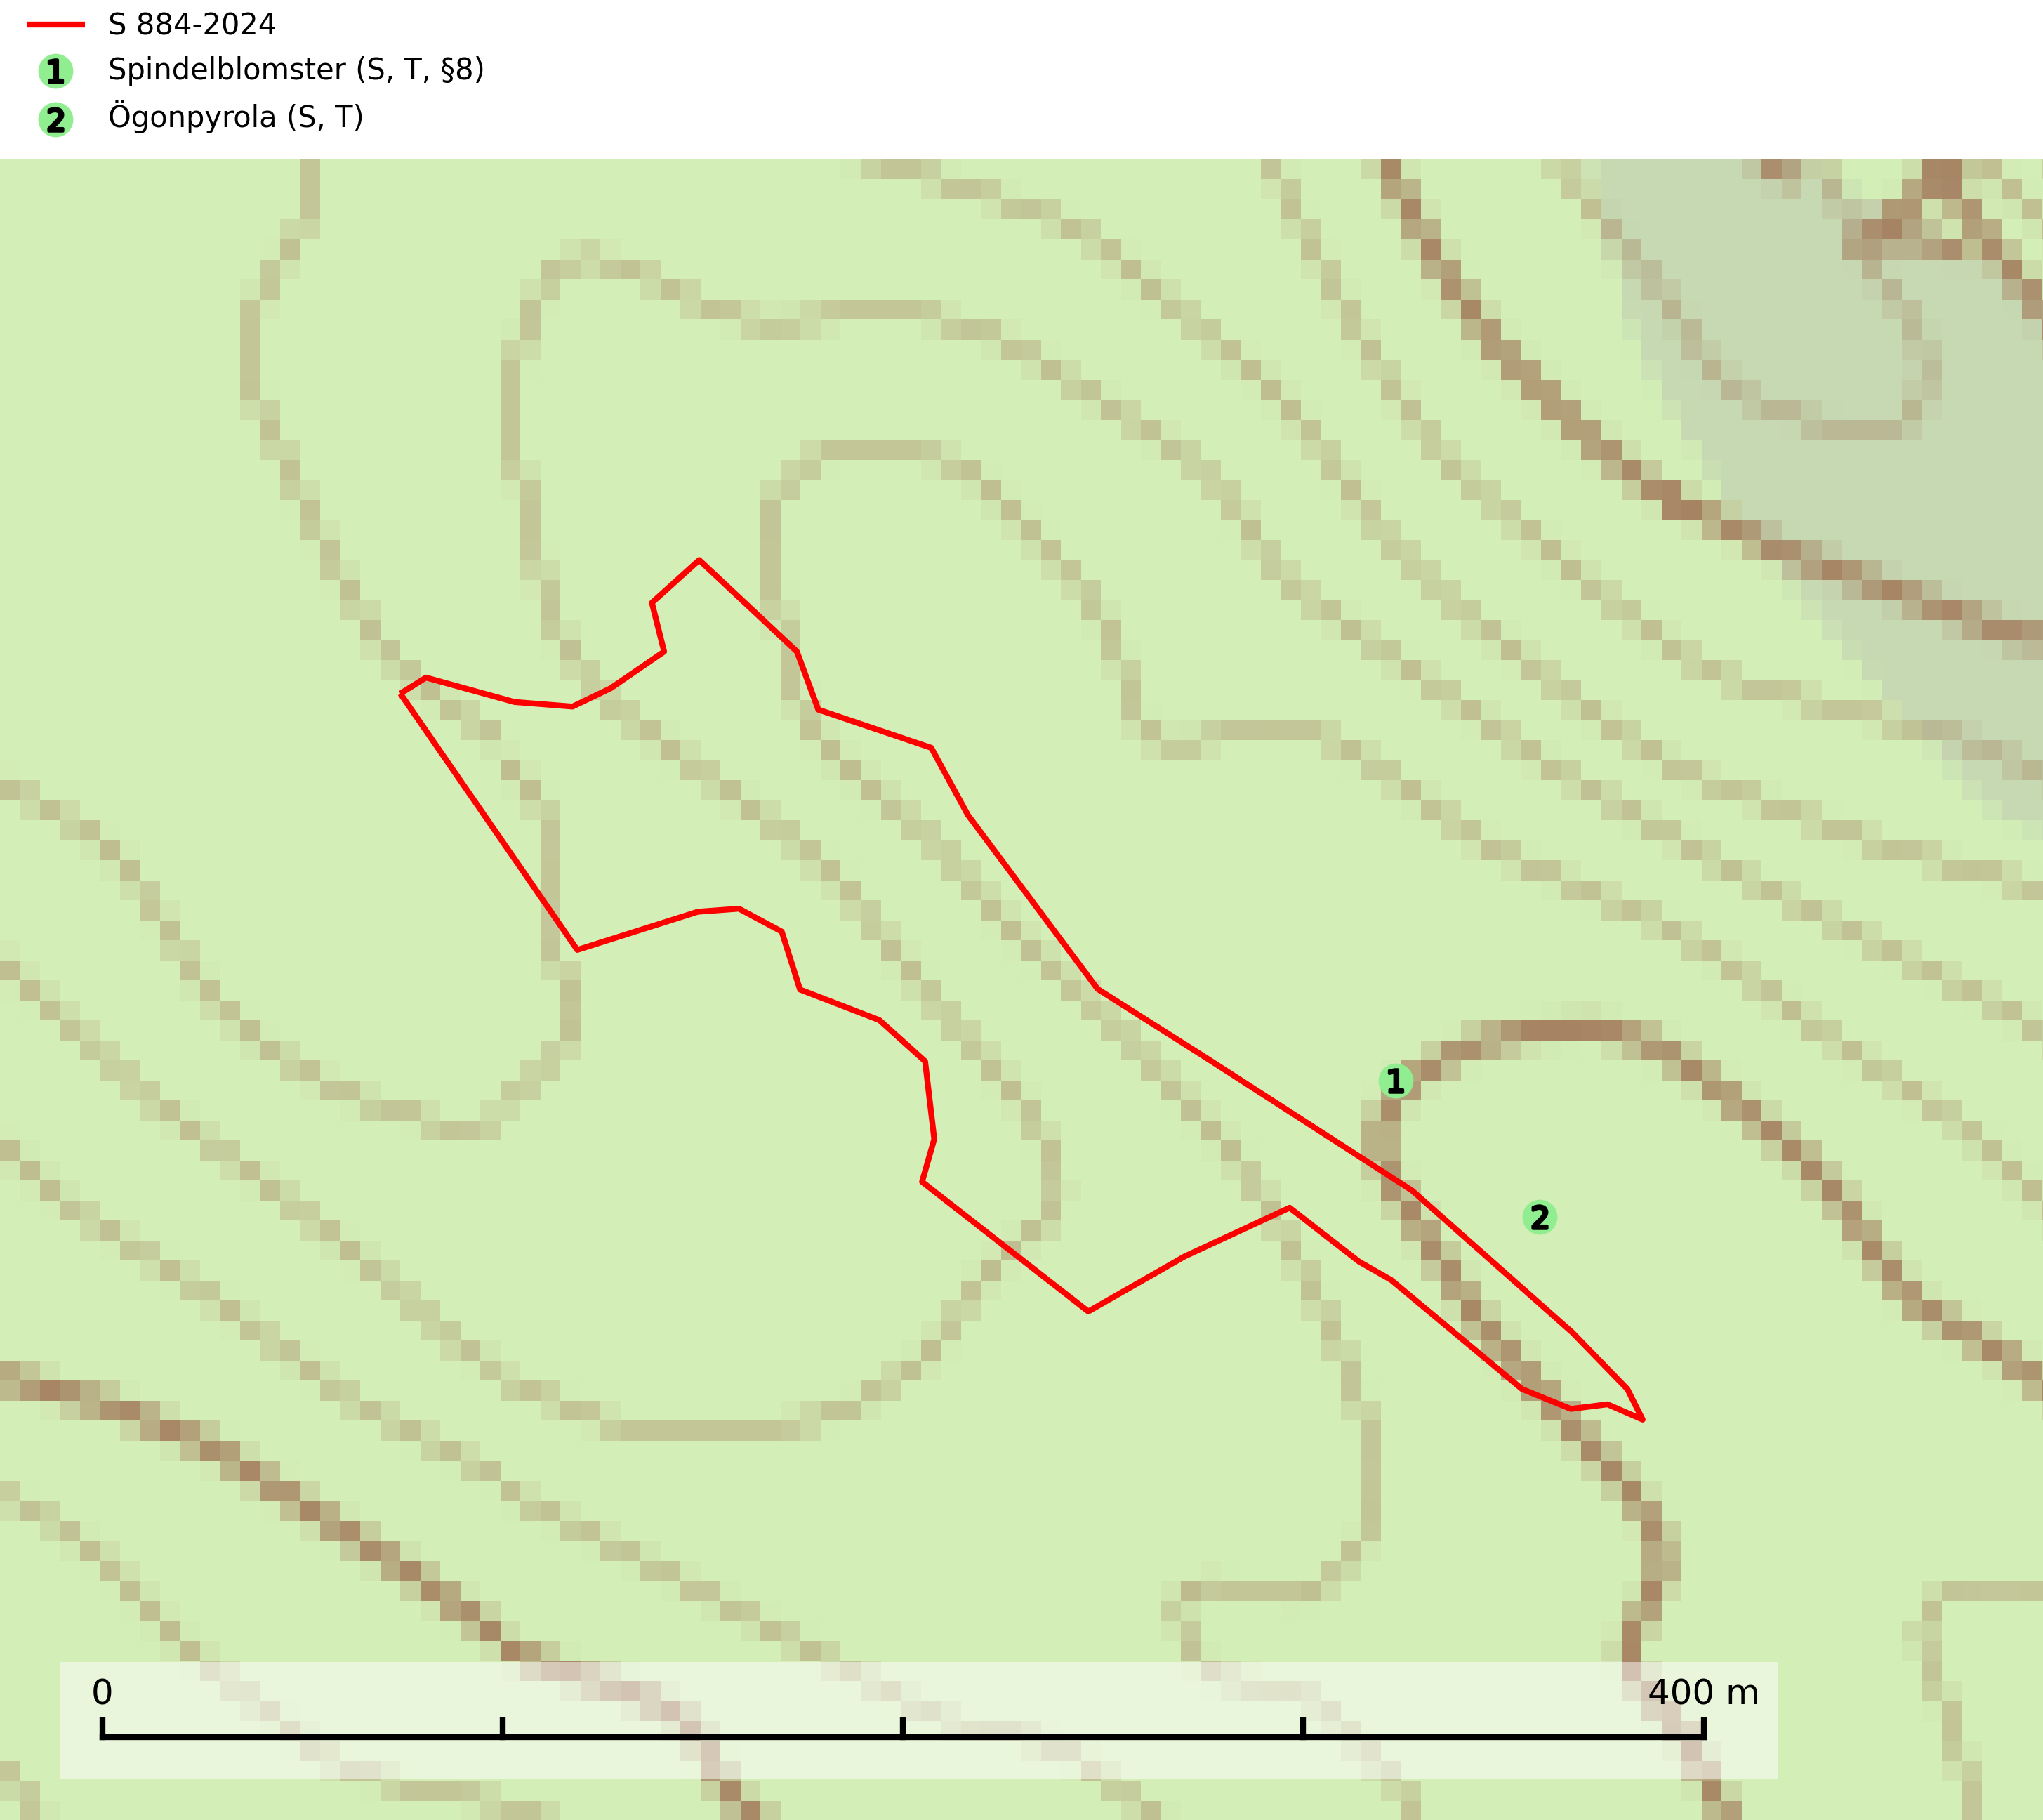 S 884-2024
1 Spindelblomster (S, T, §8)
2 Ögonpyrola (S, T)
1
2
0 400 m